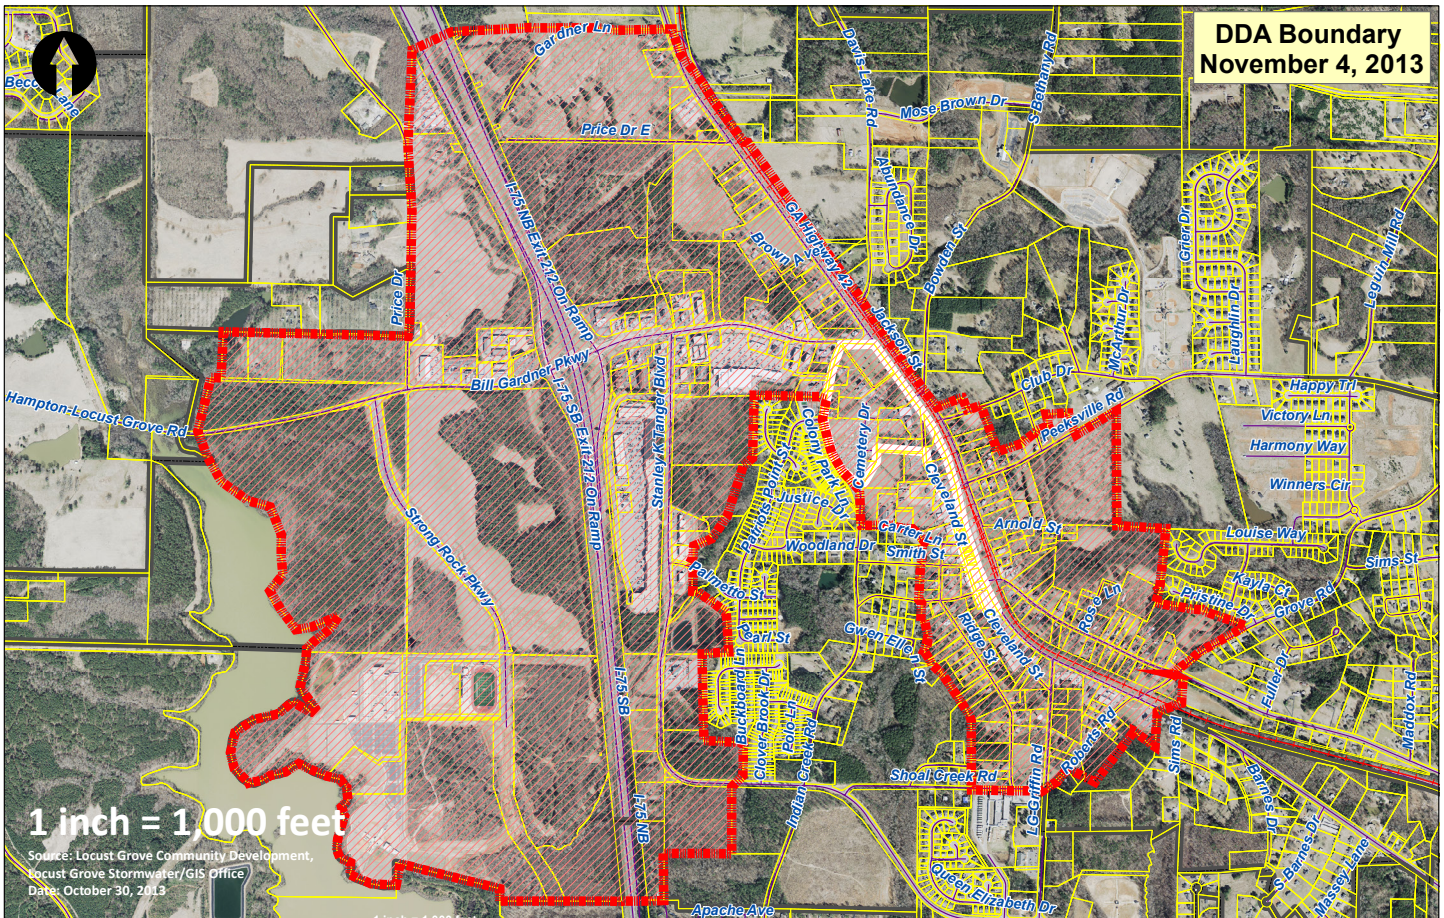 DDA Boundary
November 4, 2013
Gardner Ln
Davis Lake Rd
S Bethany Rd
Mose Brown Dr
Lane
Price Dr E
Abundance Dr
I-75 NB Exit 212 On Ramp
GA Highway 42
Brown Ave
Bowden St
Grier Dr
Leguin Mill Rd
Price Dr
Jackson St
McArthur Dr
Laughlin Dr
Bill Gardner Pkwy
Stanley K Tanger Blvd
Club Dr
Happy Trl
Hampton-Locust Grove Rd
I-75 SB Exit 212 On Ramp
Colony Park Ln
Cemetery Dr
Peeksville Rd
Victory Ln
Harmony Way
Patriots Point St
Justice Dr
Cleveland St
Winners Cir
Strong Rock Pkwy
Carter Ln
Arnold St
Woodland Dr
Smith St
Louise Way
Sims St
Palmetto St
Rose Ln
Kayla Ct
Pristine Dr
Grove Rd
Pearl St
Gwen Ellen St
Ridge St
Cleveland St
Buckboard Ln
Clover Brook Dr
Polo Ln
Indian Creek Rd
Fuller Dr
Maddox Rd
I-75 SB
Roberts Rd
Sims Rd
Shoal Creek Rd
LG-Griffin Rd
Barnes Dr
I-75 NB
S Barnes Dr
Massey Lane
Queen Elizabeth Dr
Apache Ave
1 inch = 1,000 feet
Source: Locust Grove Community Development,
Locust Grove Stormwater/GIS Office
Date: October 30, 2013